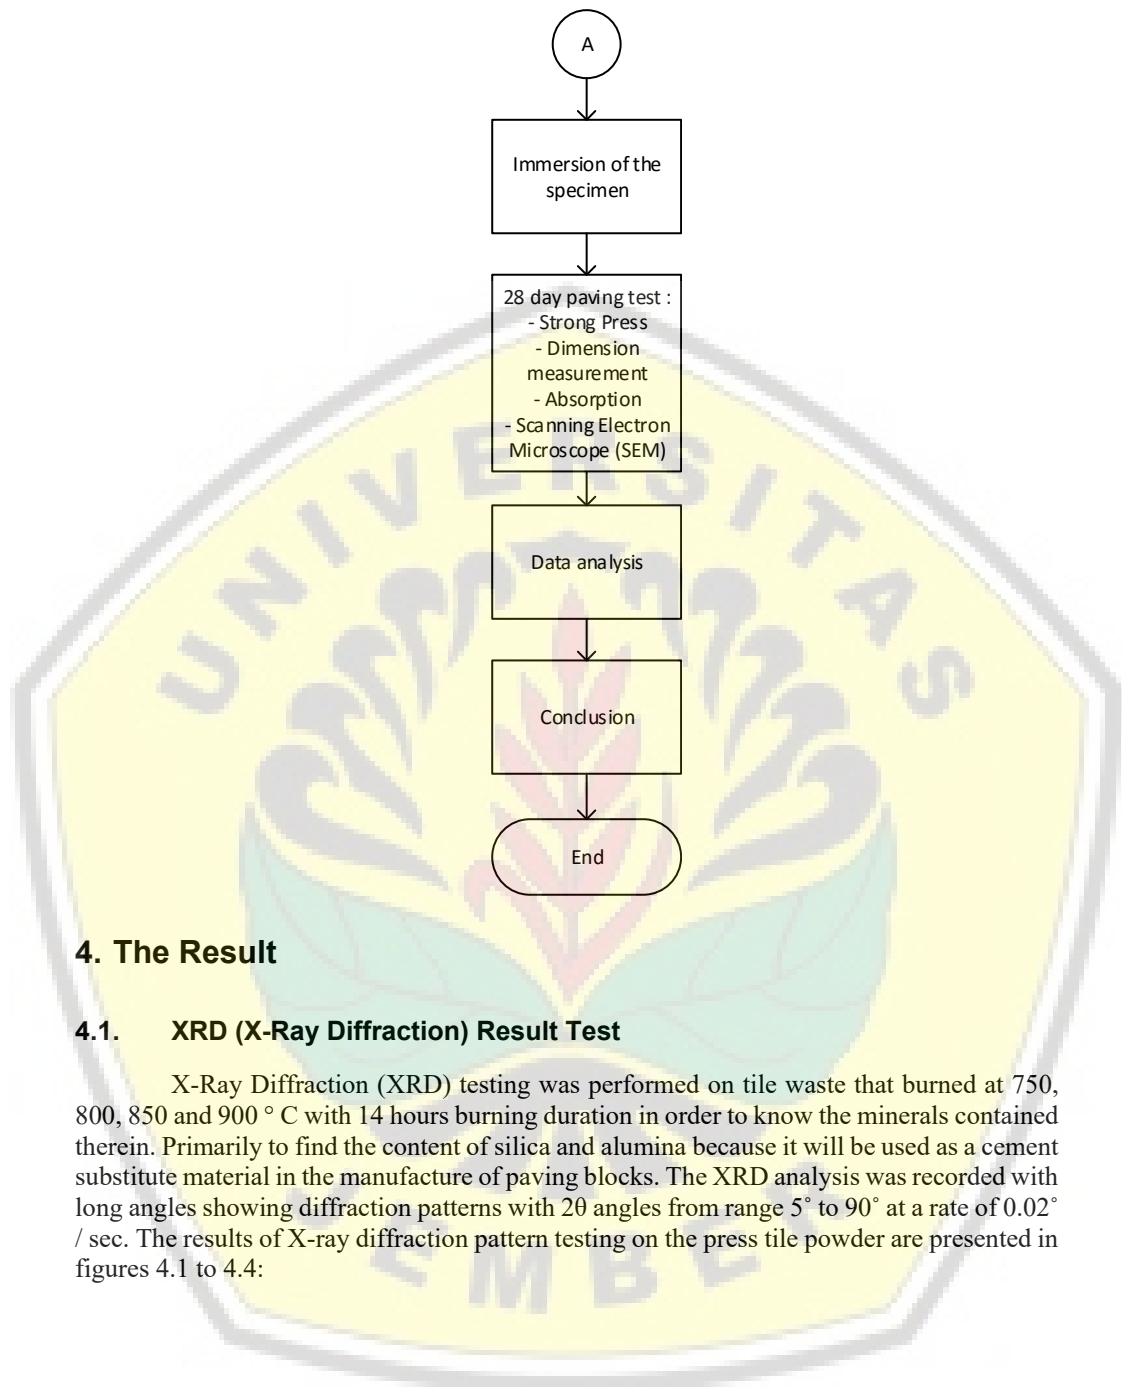 A
Immersion of the
specimen
28 day paving test :
- Strong Press
- Dimension
measurement
- Absorption
- Scanning Electron
Microscope (SEM)
Data analysis
Conclusion
End
UNIVERSITAS
4. The Result
4.1. XRD (X-Ray Diffraction) Result Test
X-Ray Diffraction (XRD) testing was performed on tile waste that burned at 750,
800, 850 and 900 ° C with 14 hours burning duration in order to know the minerals contained
therein. Primarily to find the content of silica and alumina because it will be used as a cement
substitute material in the manufacture of paving blocks. The XRD analysis was recorded with
long angles showing diffraction patterns with 2θ angles from range 5˚ to 90˚ at a rate of 0.02˚
/ sec. The results of X-ray diffraction pattern testing on the press tile powder are presented in
figures 4.1 to 4.4:
JEMBER